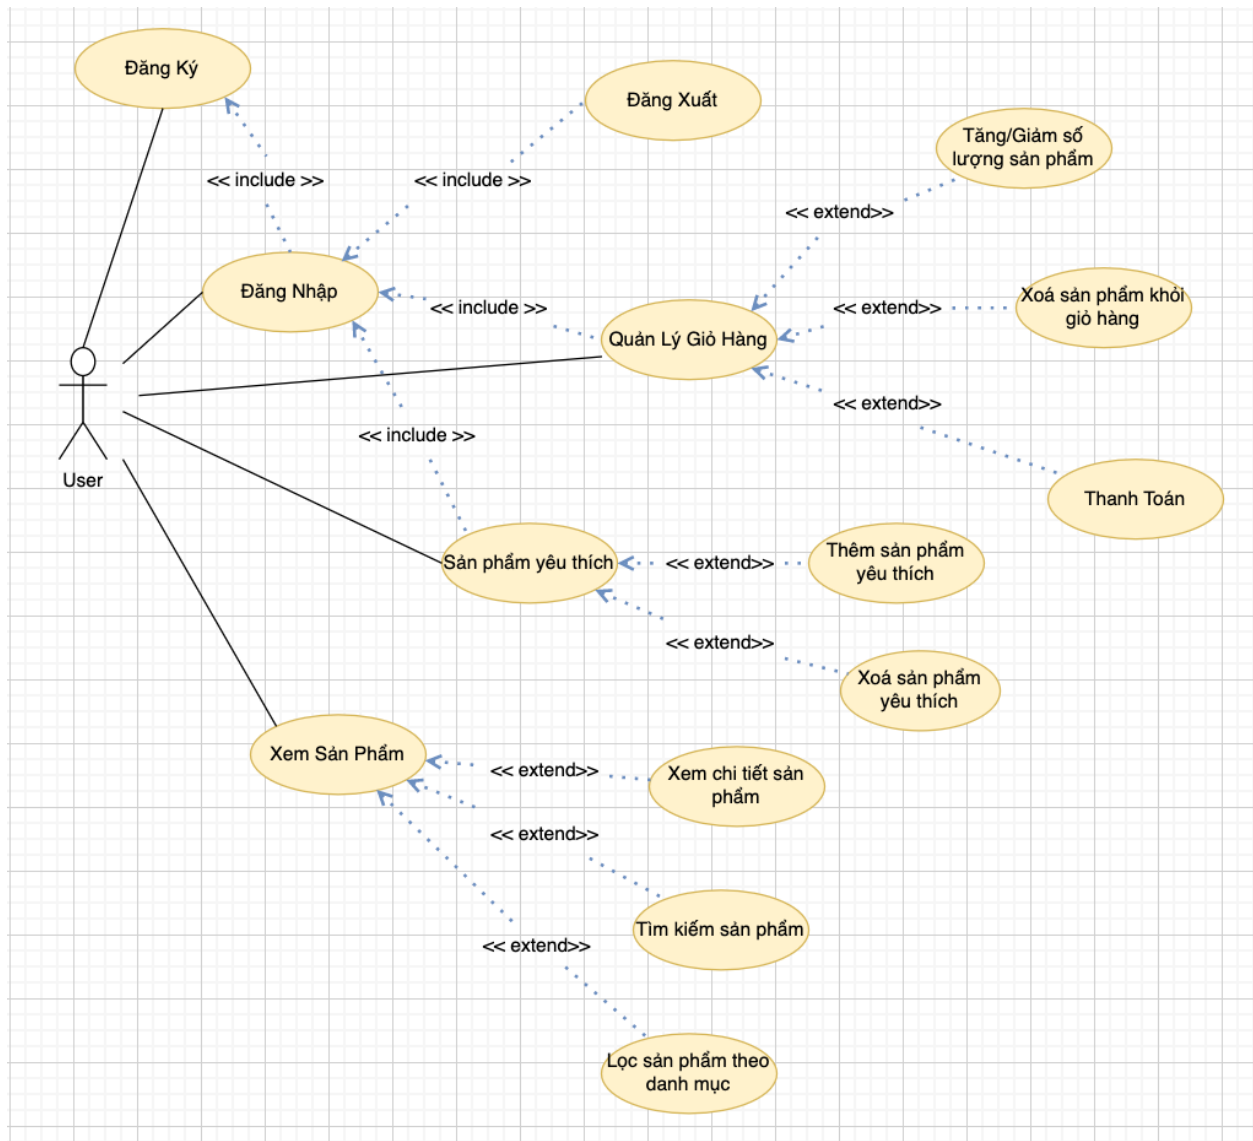 Đăng Ký
Đăng Xuất
Tăng/Giảm số
lượng sản phẩm
<< include >>
<< include >>
<< extend>>
Đăng Nhập
<< include >>
Quản Lý Giỏ Hàng
<< extend>>
Xoá sản phẩm khỏi
giỏ hàng
<< extend>>
<< include >>
User
Thanh Toán
Sản phẩm yêu thích
<< extend>>
Thêm sản phẩm
yêu thích
<< extend>>
Xoá sản phẩm
yêu thích
Xem Sản Phẩm
<< extend>>
Xem chi tiết sản
phẩm
<< extend>>
Tìm kiếm sản phẩm
<< extend>>
Lọc sản phẩm theo
danh mục